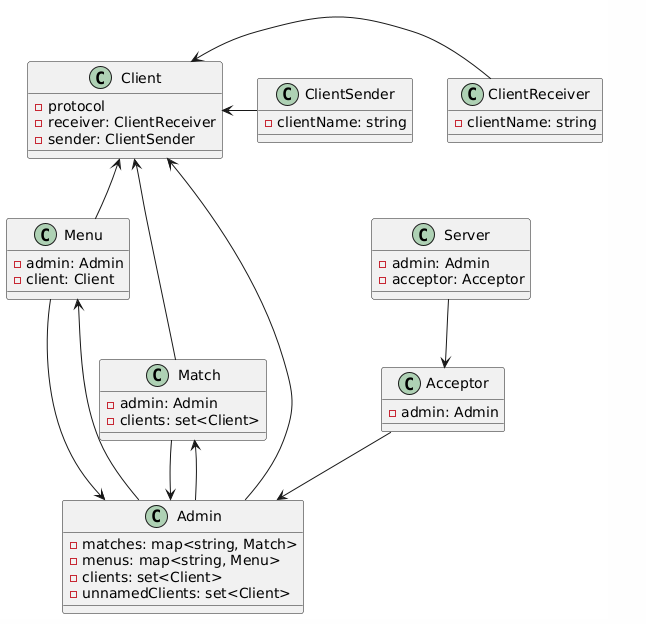 C Client
protocol
receiver: ClientReceiver
sender: ClientSender
C ClientSender
clientName: string
C ClientReceiver
clientName: string
C Menu
admin: Admin
client: Client
C Server
admin: Admin
acceptor: Acceptor
C Match
admin: Admin
clients: set<Client>
C Acceptor
admin: Admin
C Admin
matches: map<string, Match>
menus: map<string, Menu>
clients: set<Client>
unnamedClients: set<Client>